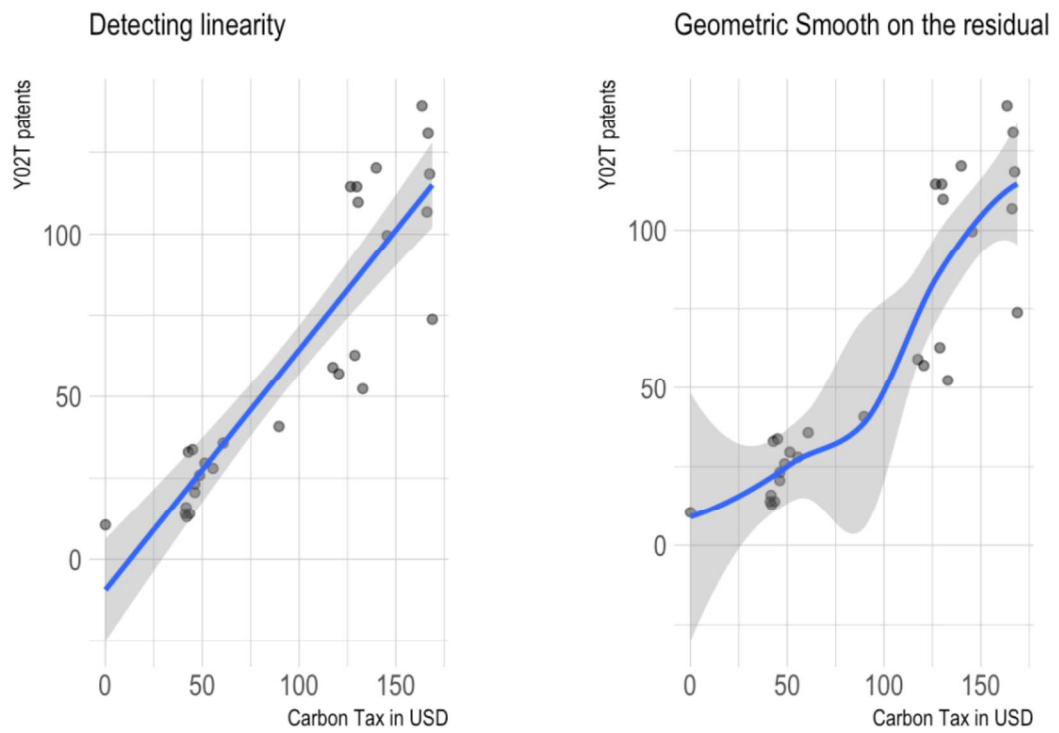 Detecting linearity
Y02T patents
100
50
0
0 50 100 150
Carbon Tax in USD
Geometric Smooth on the residual
Y02T patents
100
50
0
0 50 100 150
Carbon Tax in USD